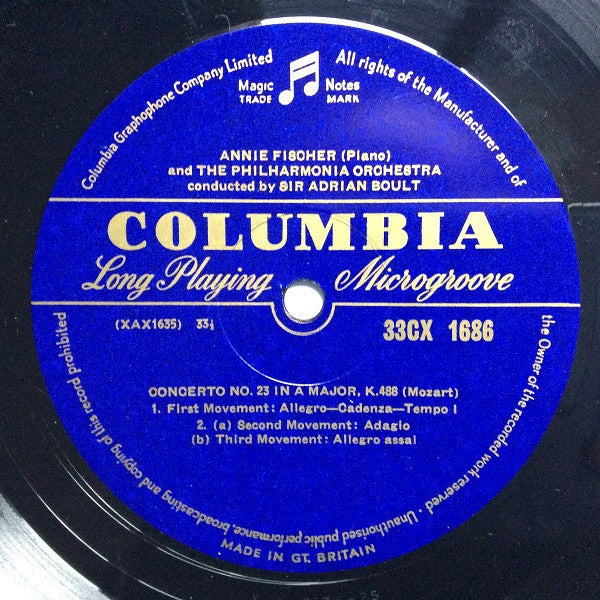 Columbia Graphophone Company Limited
All rights of the Manufacturer and of
the Owner of the recorded work reserved · Unauthorised public performance, broadcasting and copying of this record prohibited
Magic Notes
TRADE MARK
ANNIE FISCHER (Piano)
and THE PHILHARMONIA ORCHESTRA
conducted by SIR ADRIAN BOULT
COLUMBIA
Long Playing Microgroove
(XAX1635) 33⅓
33CX 1686
CONCERTO NO. 23 IN A MAJOR, K.488 (Mozart)
1. First Movement: Allegro—Cadenza—Tempo I
2. (a) Second Movement: Adagio
(b) Third Movement: Allegro assai
MADE IN GT. BRITAIN